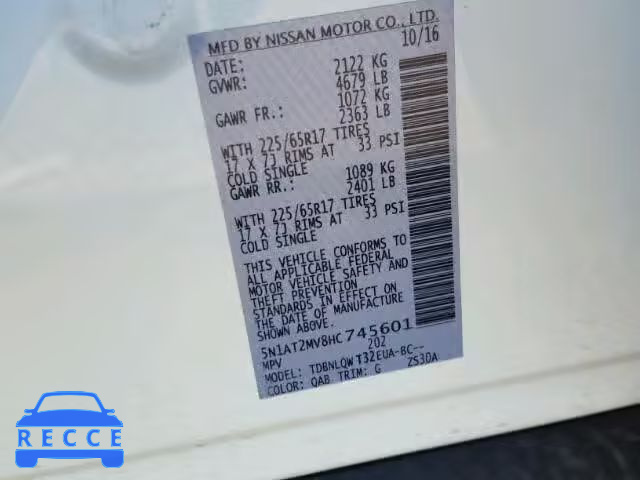 MFD BY NISSAN MOTOR CO., LTD.
DATE: 10/16
GVWR: 2122 KG
4679 LB
GAWR FR.: 1072 KG
2363 LB
WITH 225/65R17 TIRES
17 X 7J RIMS AT 33 PSI
COLD SINGLE
GAWR RR.: 1089 KG
2401 LB
WITH 225/65R17 TIRES
17 X 7J RIMS AT 33 PSI
COLD SINGLE
THIS VEHICLE CONFORMS TO
ALL APPLICABLE FEDERAL
MOTOR VEHICLE SAFETY AND
THEFT PREVENTION
STANDARDS IN EFFECT ON
THE DATE OF MANUFACTURE
SHOWN ABOVE.
5N1AT2MV8HC745601
MPV 202
MODEL: TDBNLQWT32EUA-BC--
COLOR: QAB TRIM: G ZS30A
RECCE